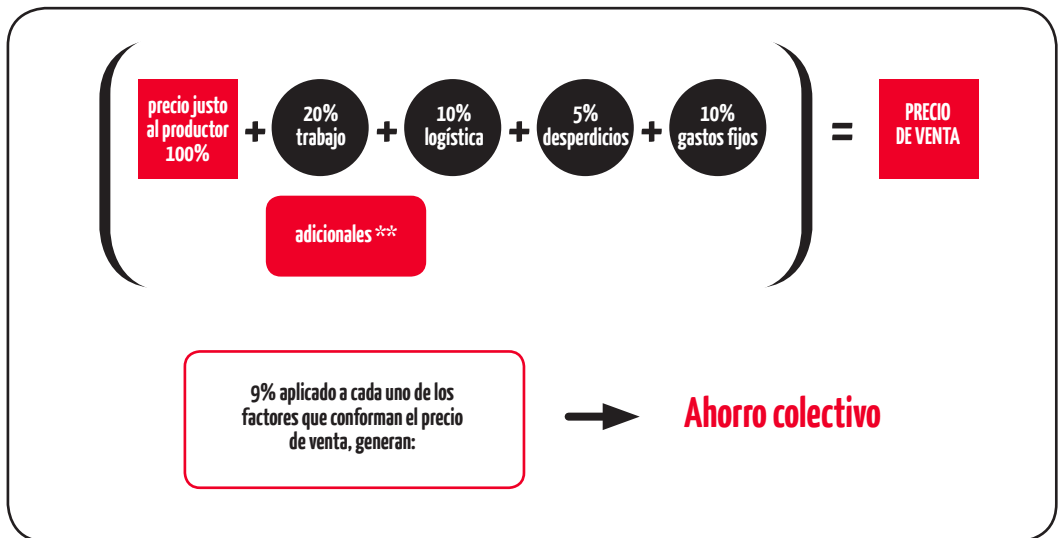 precio justo
al productor
100%
+
20%
trabajo
+
10%
logística
+
5%
desperdicios
+
10%
gastos fijos
=
PRECIO
DE VENTA
adicionales **
9% aplicado a cada uno de los
factores que conforman el precio
de venta, generan:
Ahorro colectivo